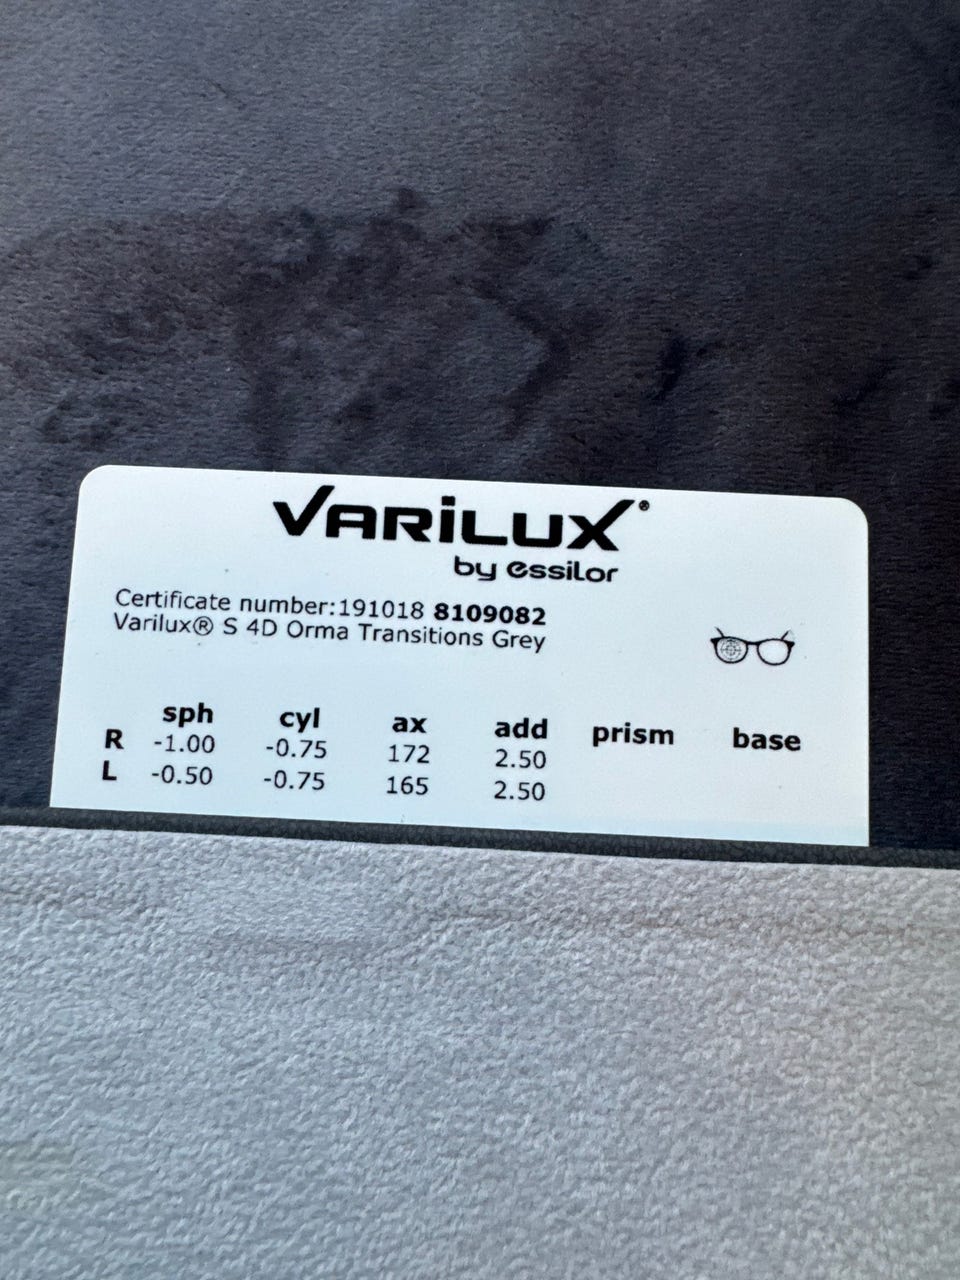 VARiLUX®
by essilor
Certificate number:191018 8109082
Varilux® S 4D Orma Transitions Grey
sph cyl ax add prism base
R -1.00 -0.75 172 2.50
L -0.50 -0.75 165 2.50